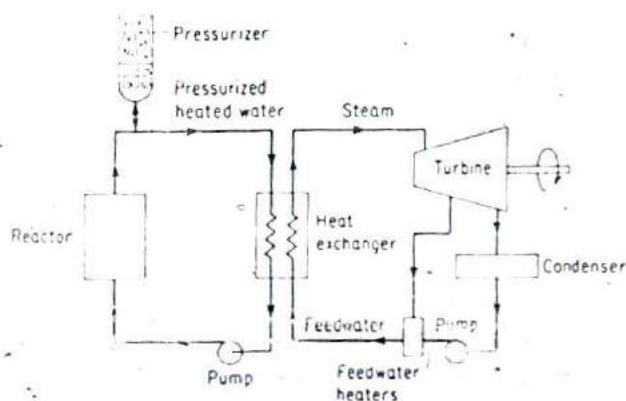 Pressurizer
Pressurized
heated water
Steam
Turbine
Reactor
Heat
exchanger
Condenser
Feedwater
Pump
Pump
Feedwater
heaters